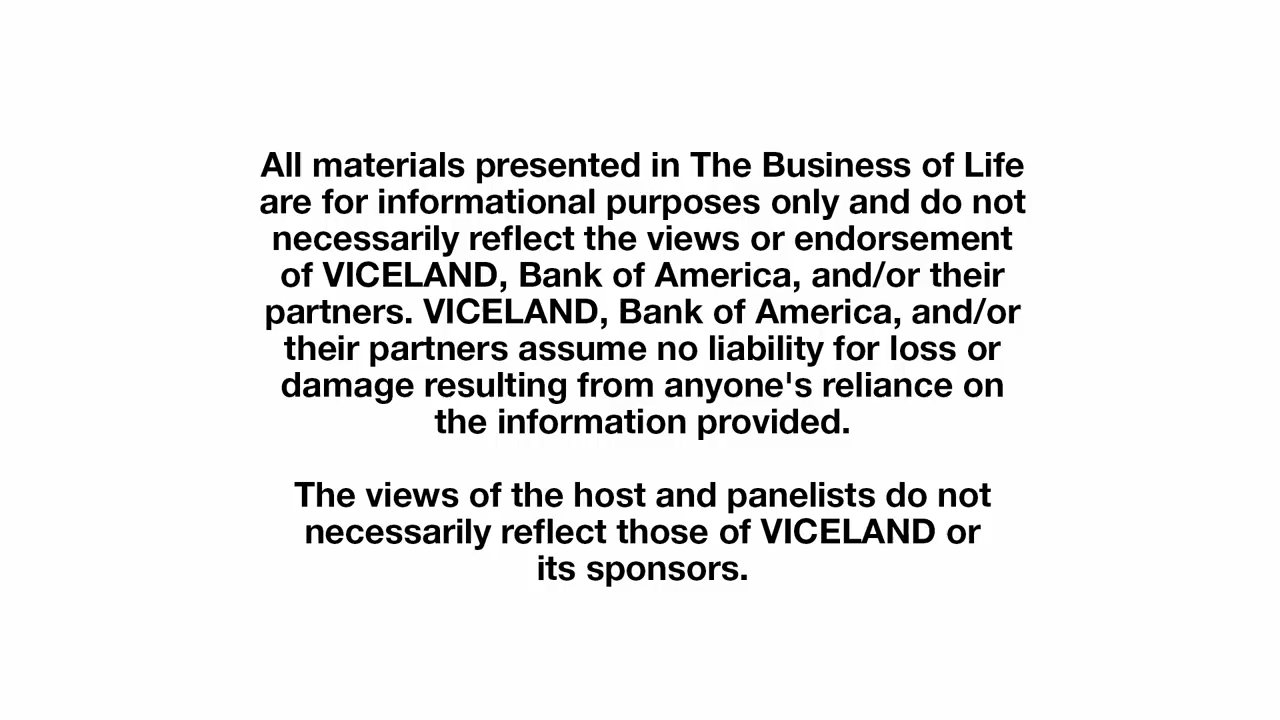 All materials presented in The Business of Life
are for informational purposes only and do not
necessarily reflect the views or endorsement
of VICELAND, Bank of America, and/or their
partners. VICELAND, Bank of America, and/or
their partners assume no liability for loss or
damage resulting from anyone's reliance on
the information provided.
The views of the host and panelists do not
necessarily reflect those of VICELAND or
its sponsors.